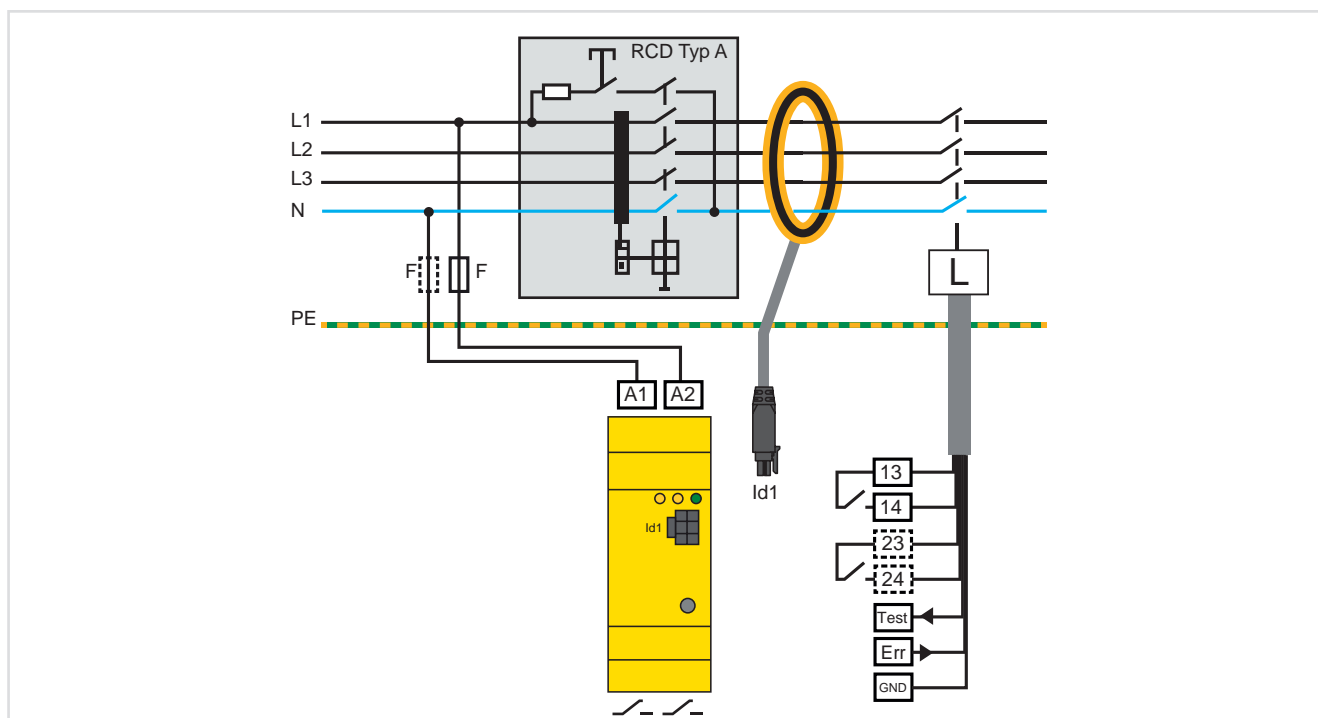 RCD Typ A
L1
L2
L3
N
F F
L
PE
A1 A2
Id1
Id1
13
14
23
24
Test
Err
GND